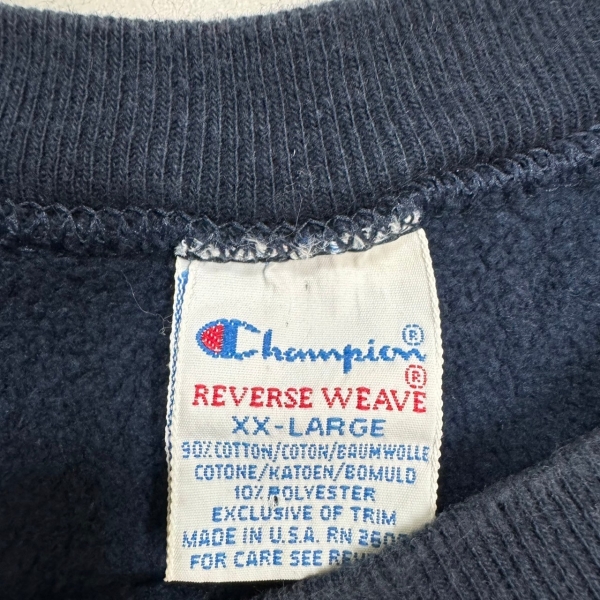 Champion®
®
REVERSE WEAVE
XX-LARGE
90% COTTON/COTON/BAUMWOLLE
COTONE/KATOEN/BOMULD
10% POLYESTER
EXCLUSIVE OF TRIM
MADE IN U.S.A. RN
FOR CARE SEE